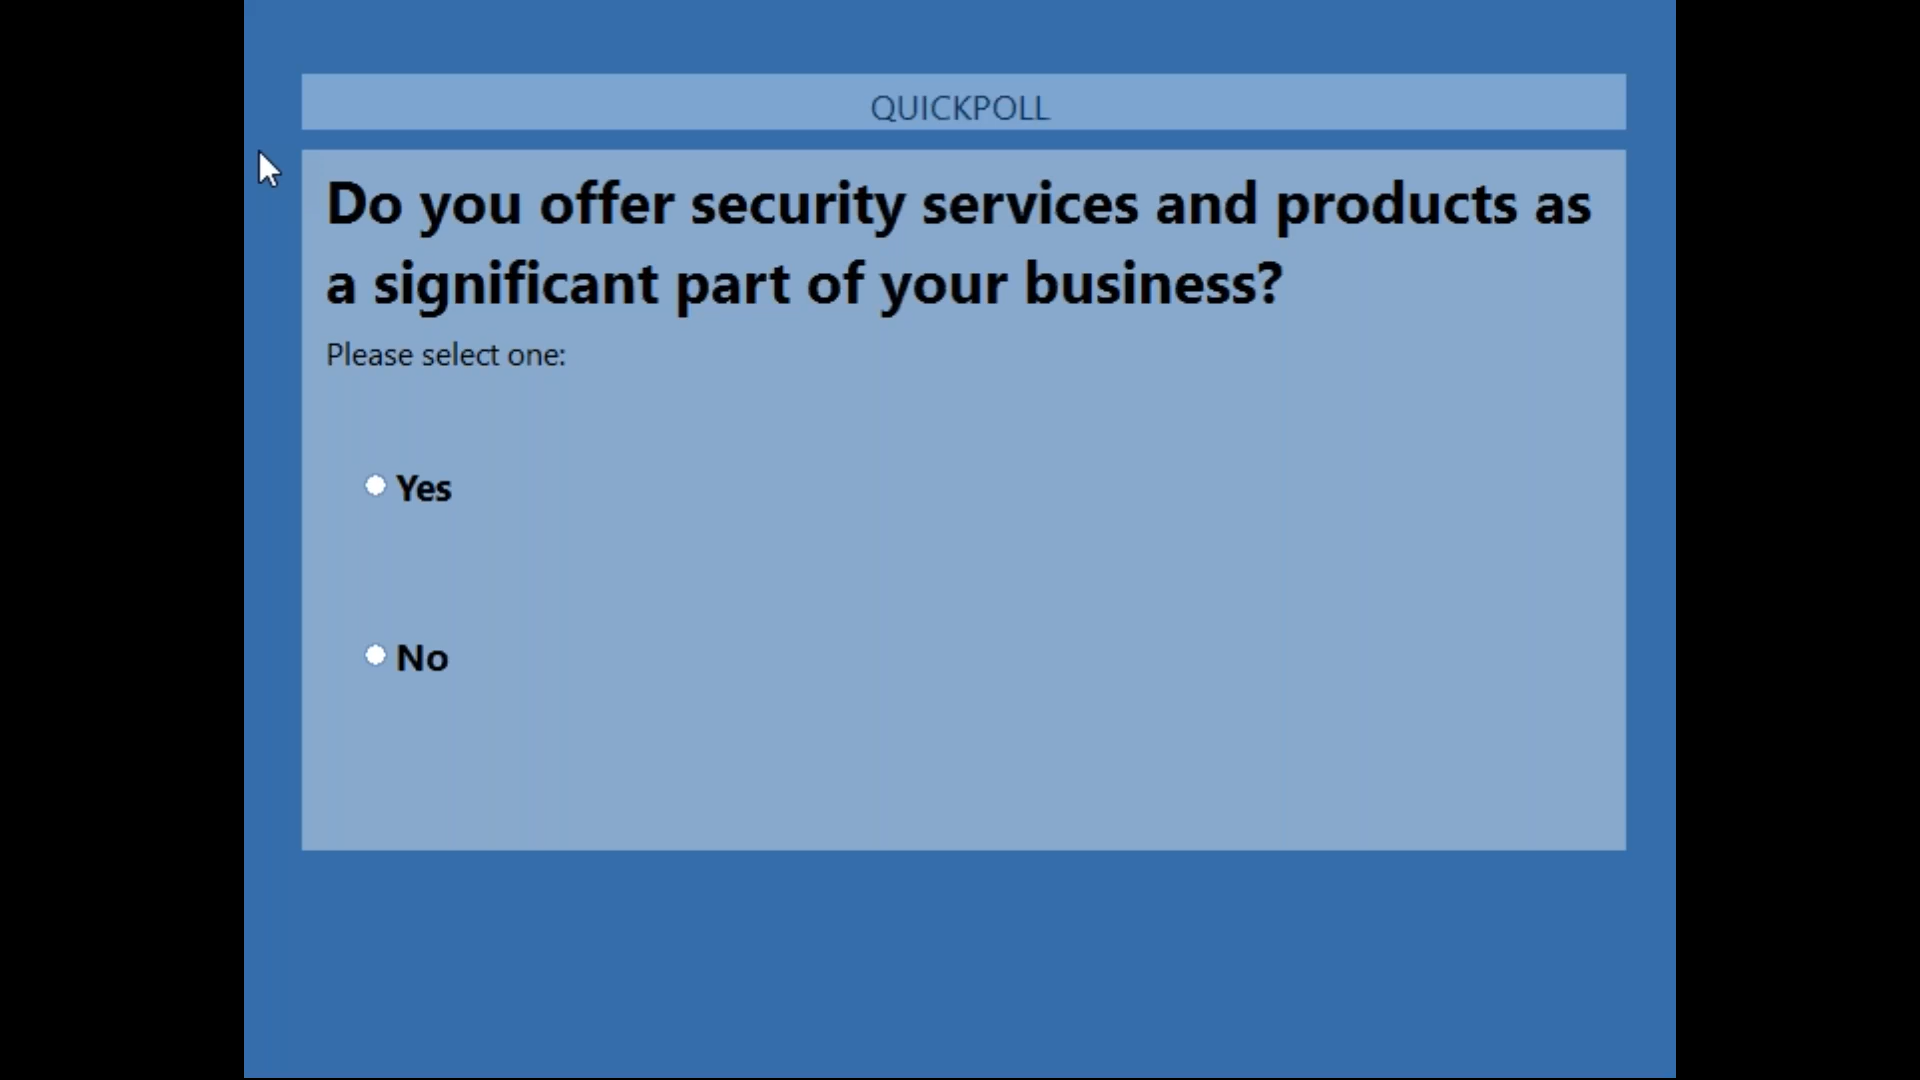 QUICKPOLL
Do you offer security services and products as
a significant part of your business?
Please select one:
Yes
No